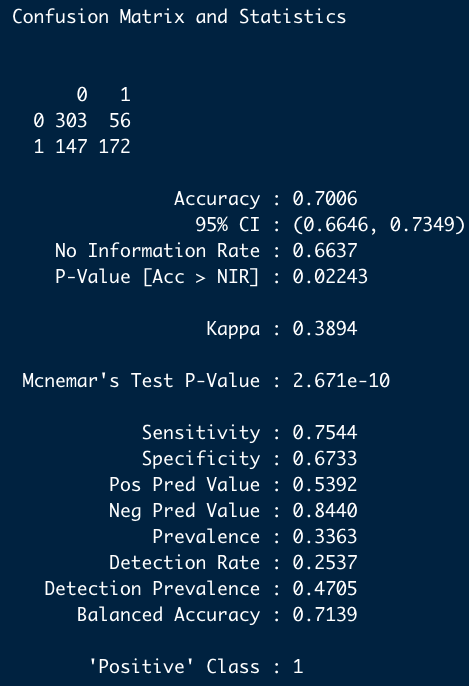 Confusion Matrix and Statistics
0 1
0 303 56
1 147 172
Accuracy : 0.7006
95% CI : (0.6646, 0.7349)
No Information Rate : 0.6637
P-Value [Acc > NIR] : 0.02243
Kappa : 0.3894
Mcnemar's Test P-Value : 2.671e-10
Sensitivity : 0.7544
Specificity : 0.6733
Pos Pred Value : 0.5392
Neg Pred Value : 0.8440
Prevalence : 0.3363
Detection Rate : 0.2537
Detection Prevalence : 0.4705
Balanced Accuracy : 0.7139
'Positive' Class : 1